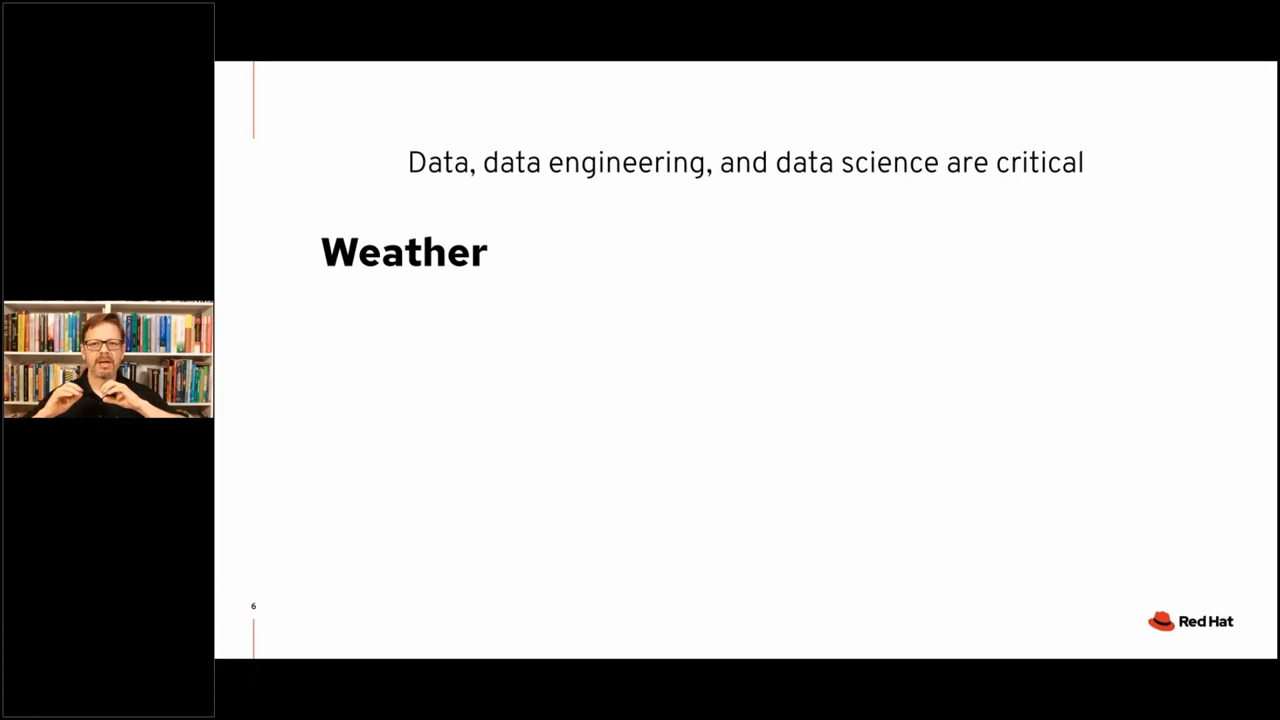 Data, data engineering, and data science are critical
Weather
6
Red Hat